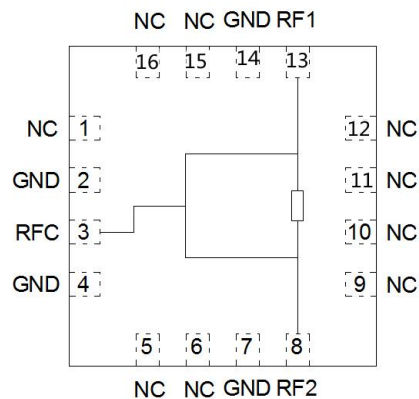 NC NC GND RF1
16 15 14 13
NC 1 12 NC
GND 2 11 NC
RFC 3 10 NC
GND 4 9 NC
5 6 7 8
NC NC GND RF2